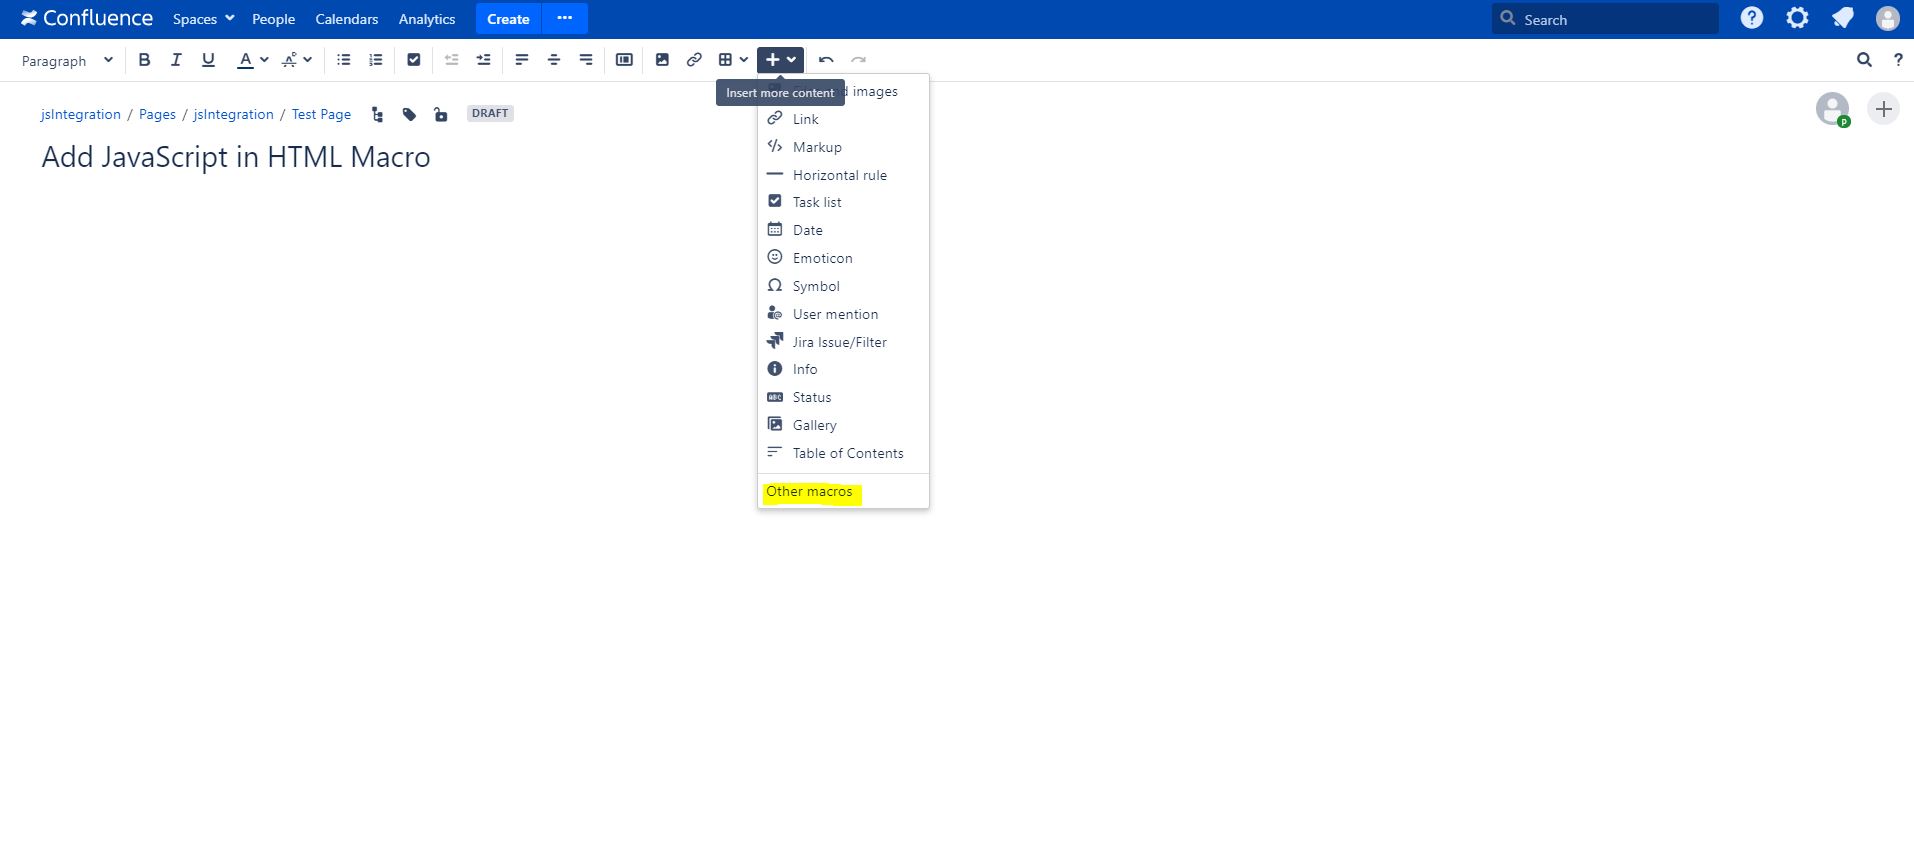 Confluence Spaces People Calendars Analytics Create ... Search
Paragraph B I U A
Insert more content
images
jsIntegration / Pages / jsIntegration / Test Page DRAFT
Add JavaScript in HTML Macro
Link
Markup
Horizontal rule
Task list
Date
Emoticon
Symbol
User mention
Jira Issue/Filter
Info
Status
Gallery
Table of Contents
Other macros